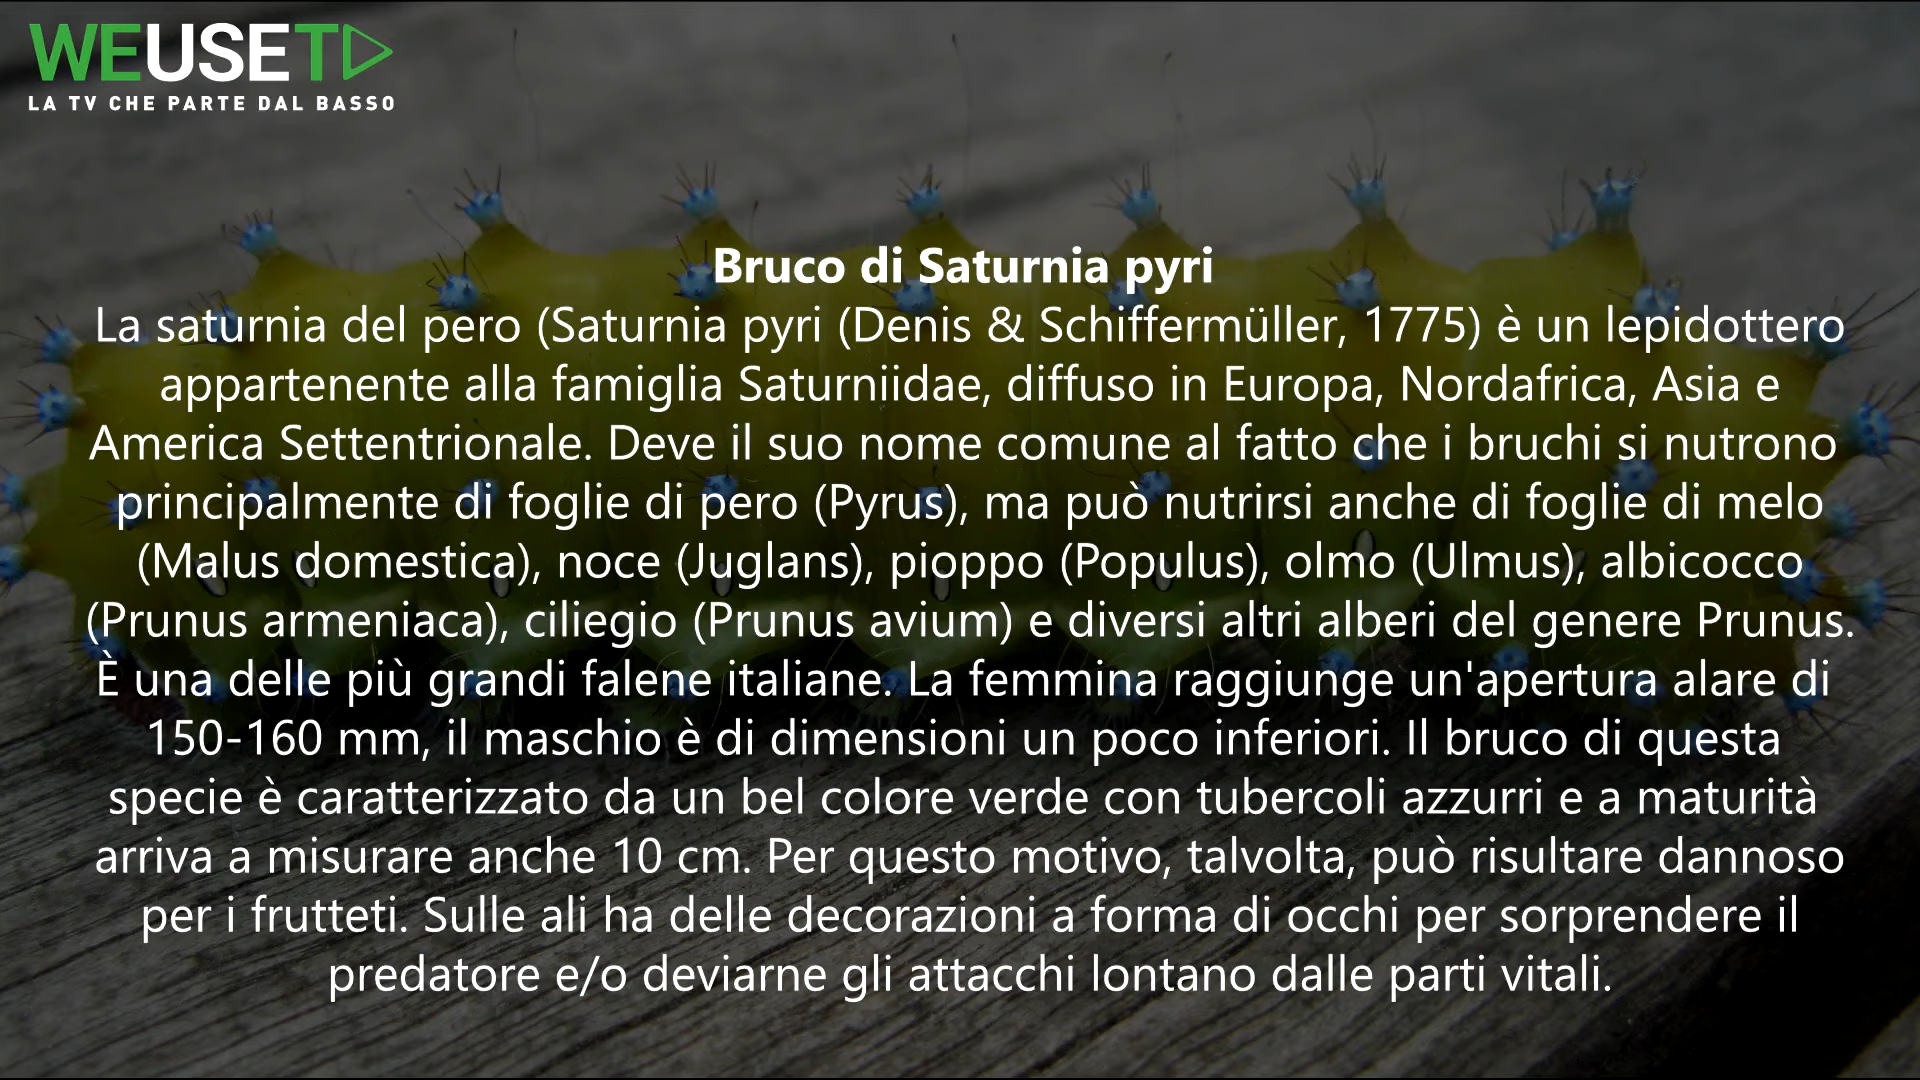 WEUSETV
LA TV CHE PARTE DAL BASSO
Bruco di Saturnia pyri
La saturnia del pero (Saturnia pyri (Denis & Schiffermüller, 1775) è un lepidottero
appartenente alla famiglia Saturniidae, diffuso in Europa, Nordafrica, Asia e
America Settentrionale. Deve il suo nome comune al fatto che i bruchi si nutrono
principalmente di foglie di pero (Pyrus), ma può nutrirsi anche di foglie di melo
(Malus domestica), noce (Juglans), pioppo (Populus), olmo (Ulmus), albicocco
(Prunus armeniaca), ciliegio (Prunus avium) e diversi altri alberi del genere Prunus.
È una delle più grandi falene italiane. La femmina raggiunge un'apertura alare di
150-160 mm, il maschio è di dimensioni un poco inferiori. Il bruco di questa
specie è caratterizzato da un bel colore verde con tubercoli azzurri e a maturità
arriva a misurare anche 10 cm. Per questo motivo, talvolta, può risultare dannoso
per i frutteti. Sulle ali ha delle decorazioni a forma di occhi per sorprendere il
predatore e/o deviarne gli attacchi lontano dalle parti vitali.